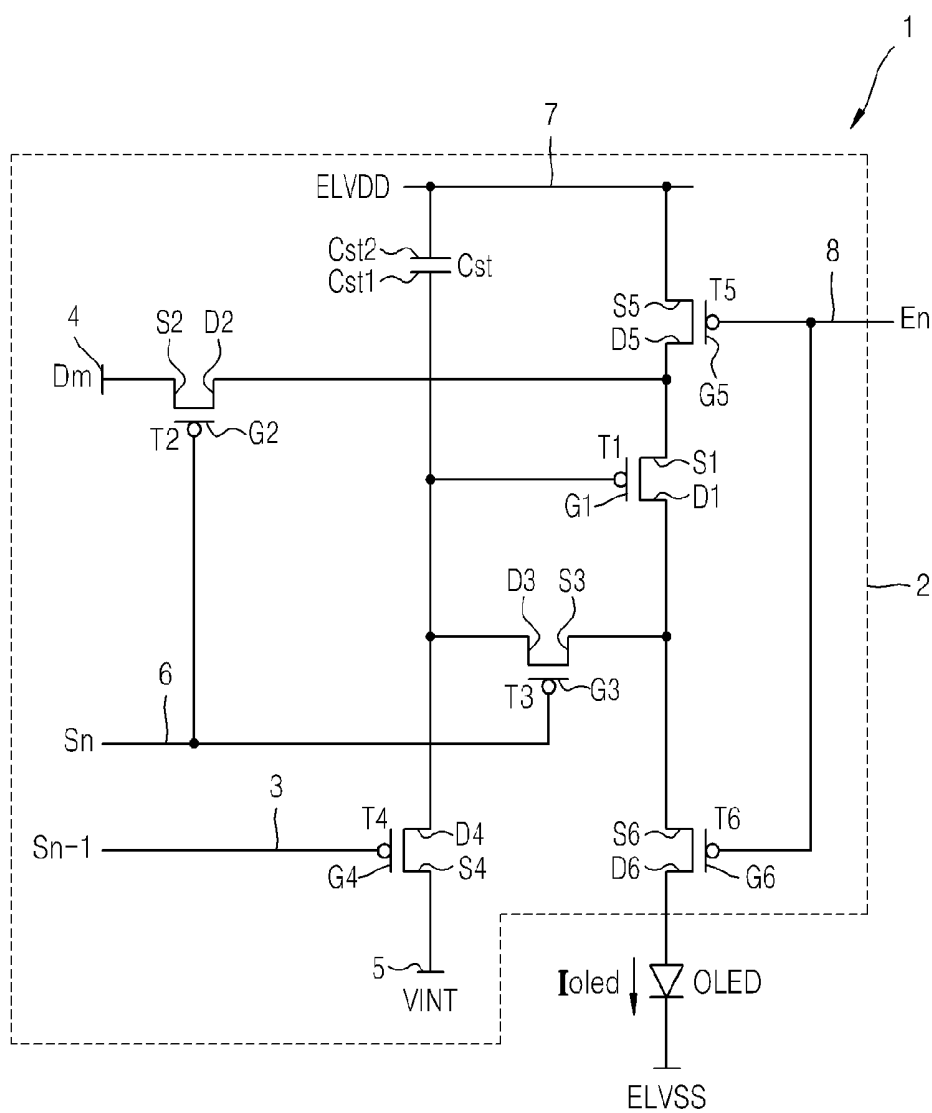 1
7
ELVDD
Cst2
Cst1
Cst
T5
8
S5
En
4
S2
D2
D5
Dm
G5
T2
G2
T1
S1
G1
D1
D3
S3
2
6
T3
G3
Sn
3
T4
T6
D4
S6
Sn-1
G4
S4
D6
G6
5
VINT
Ioled
OLED
ELVSS